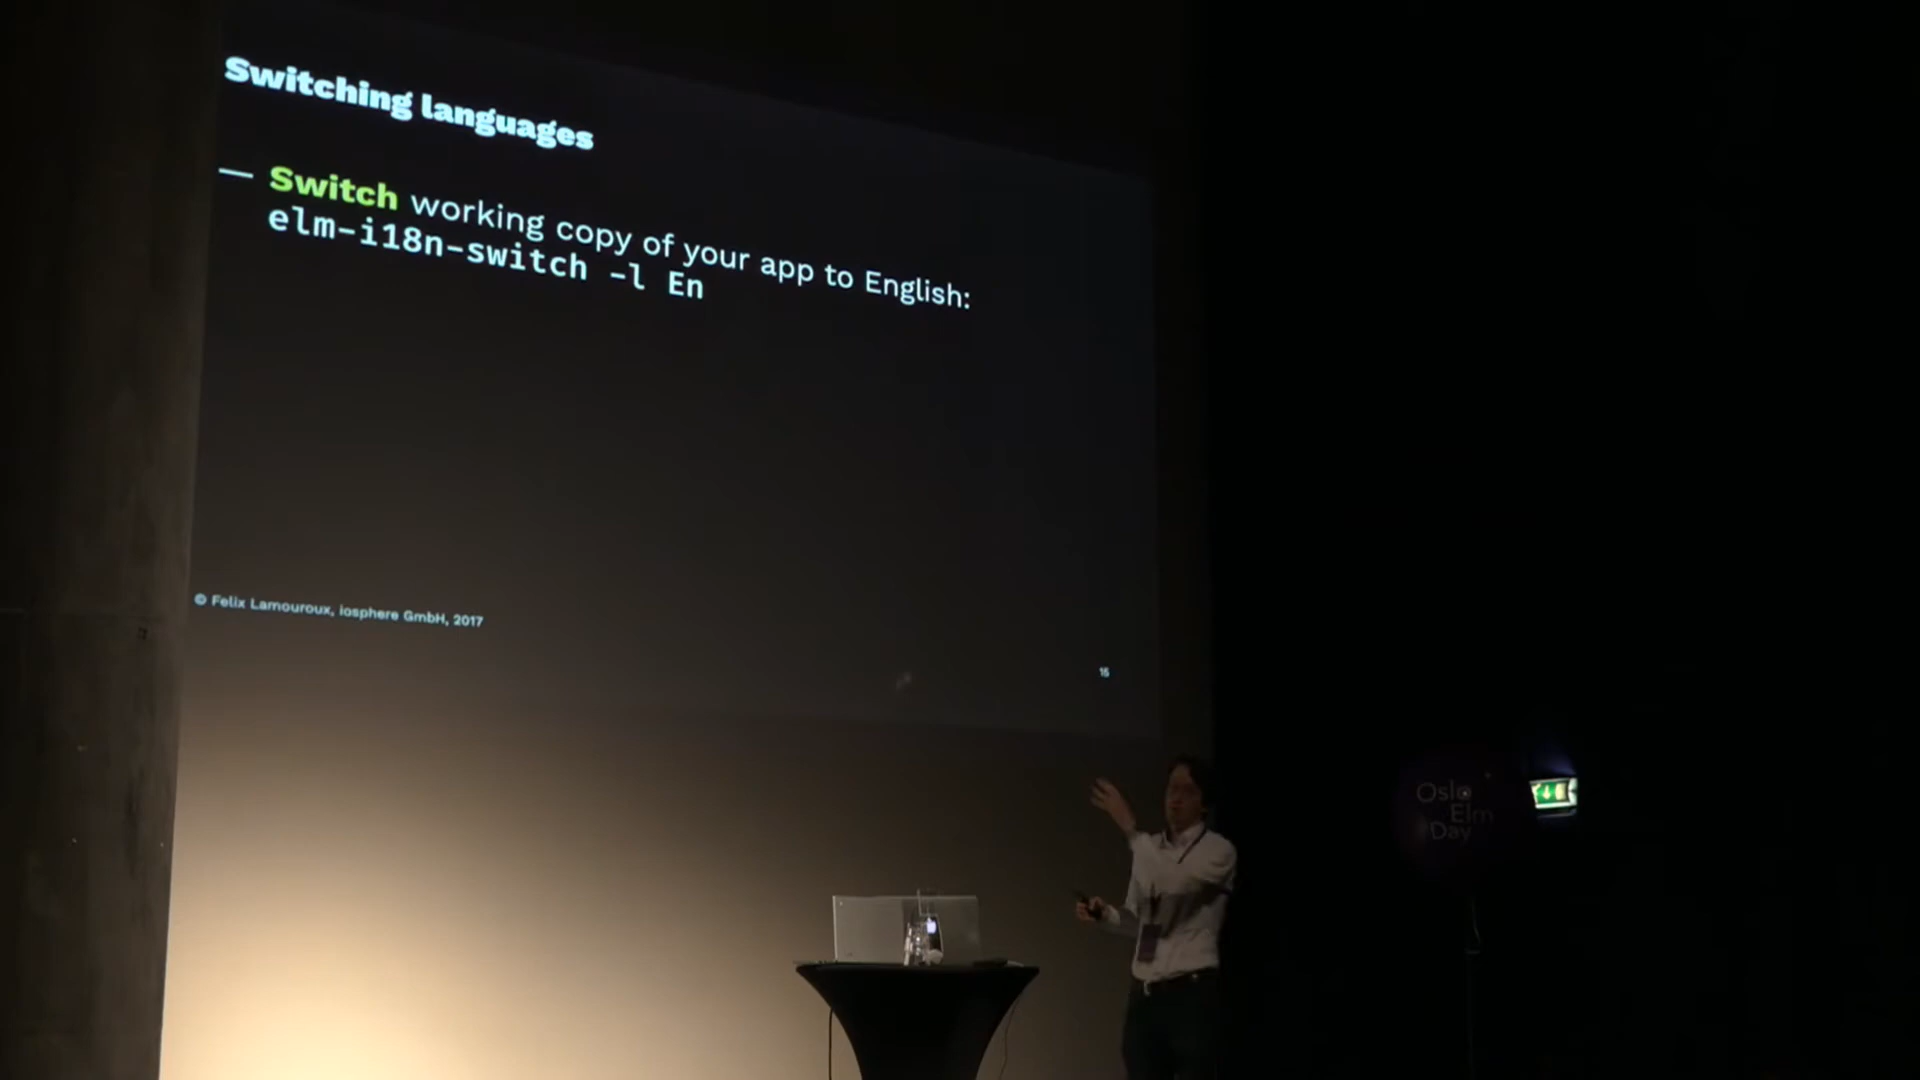 Switching languages
— Switch working copy of your app to English:
elm-i18n-switch -l En
© Felix Lamouroux, iosphere GmbH, 2017
15
Oslo
Elm
Day